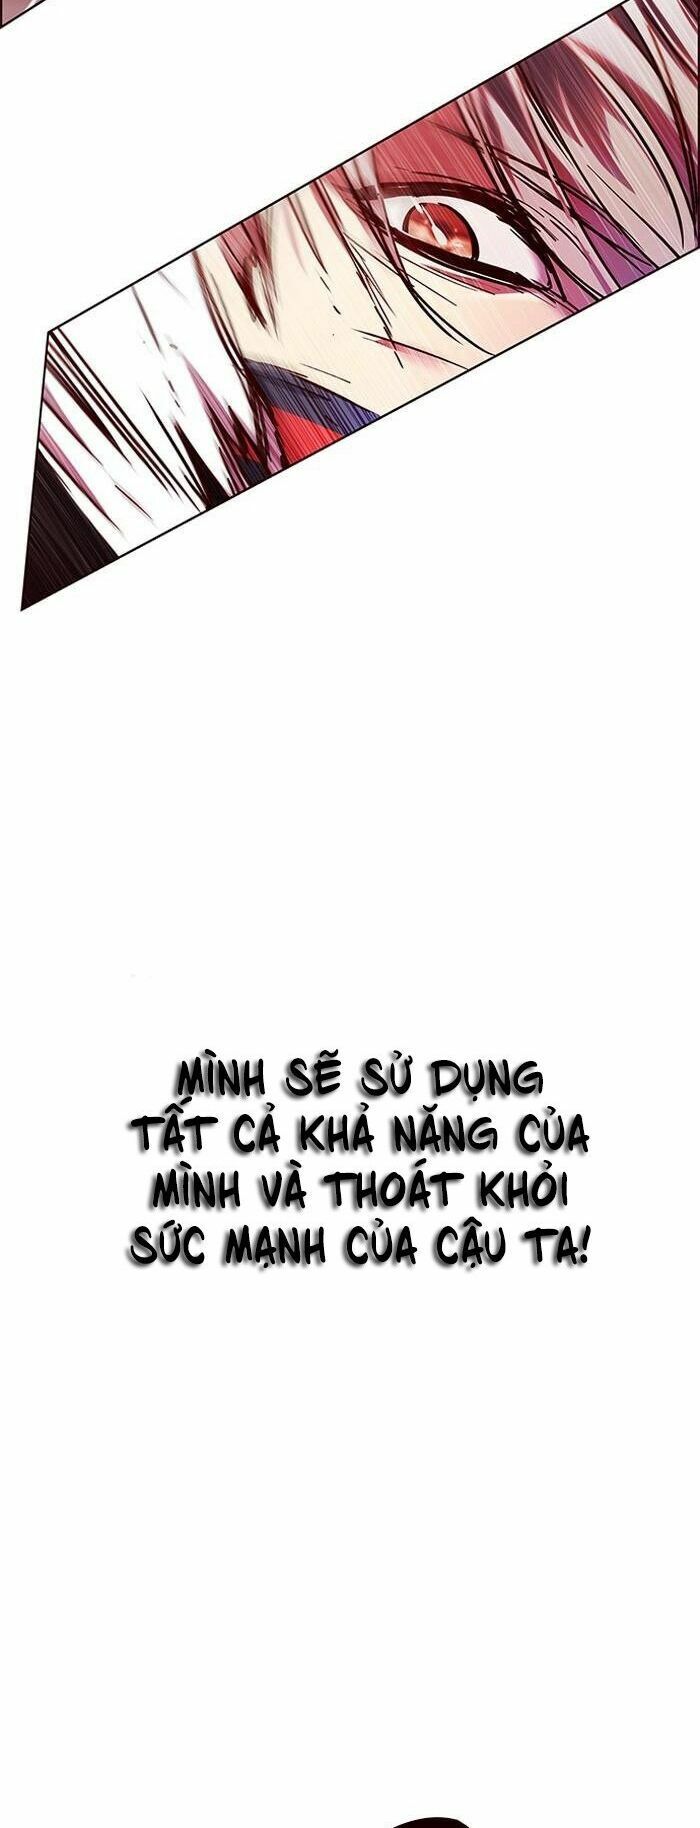 MÌNH SẼ SỬ DỤNG
TẤT CẢ KHẢ NĂNG CỦA
MÌNH VÀ THOÁT KHỎI
SỨC MẠNH CỦA CẬU TA!